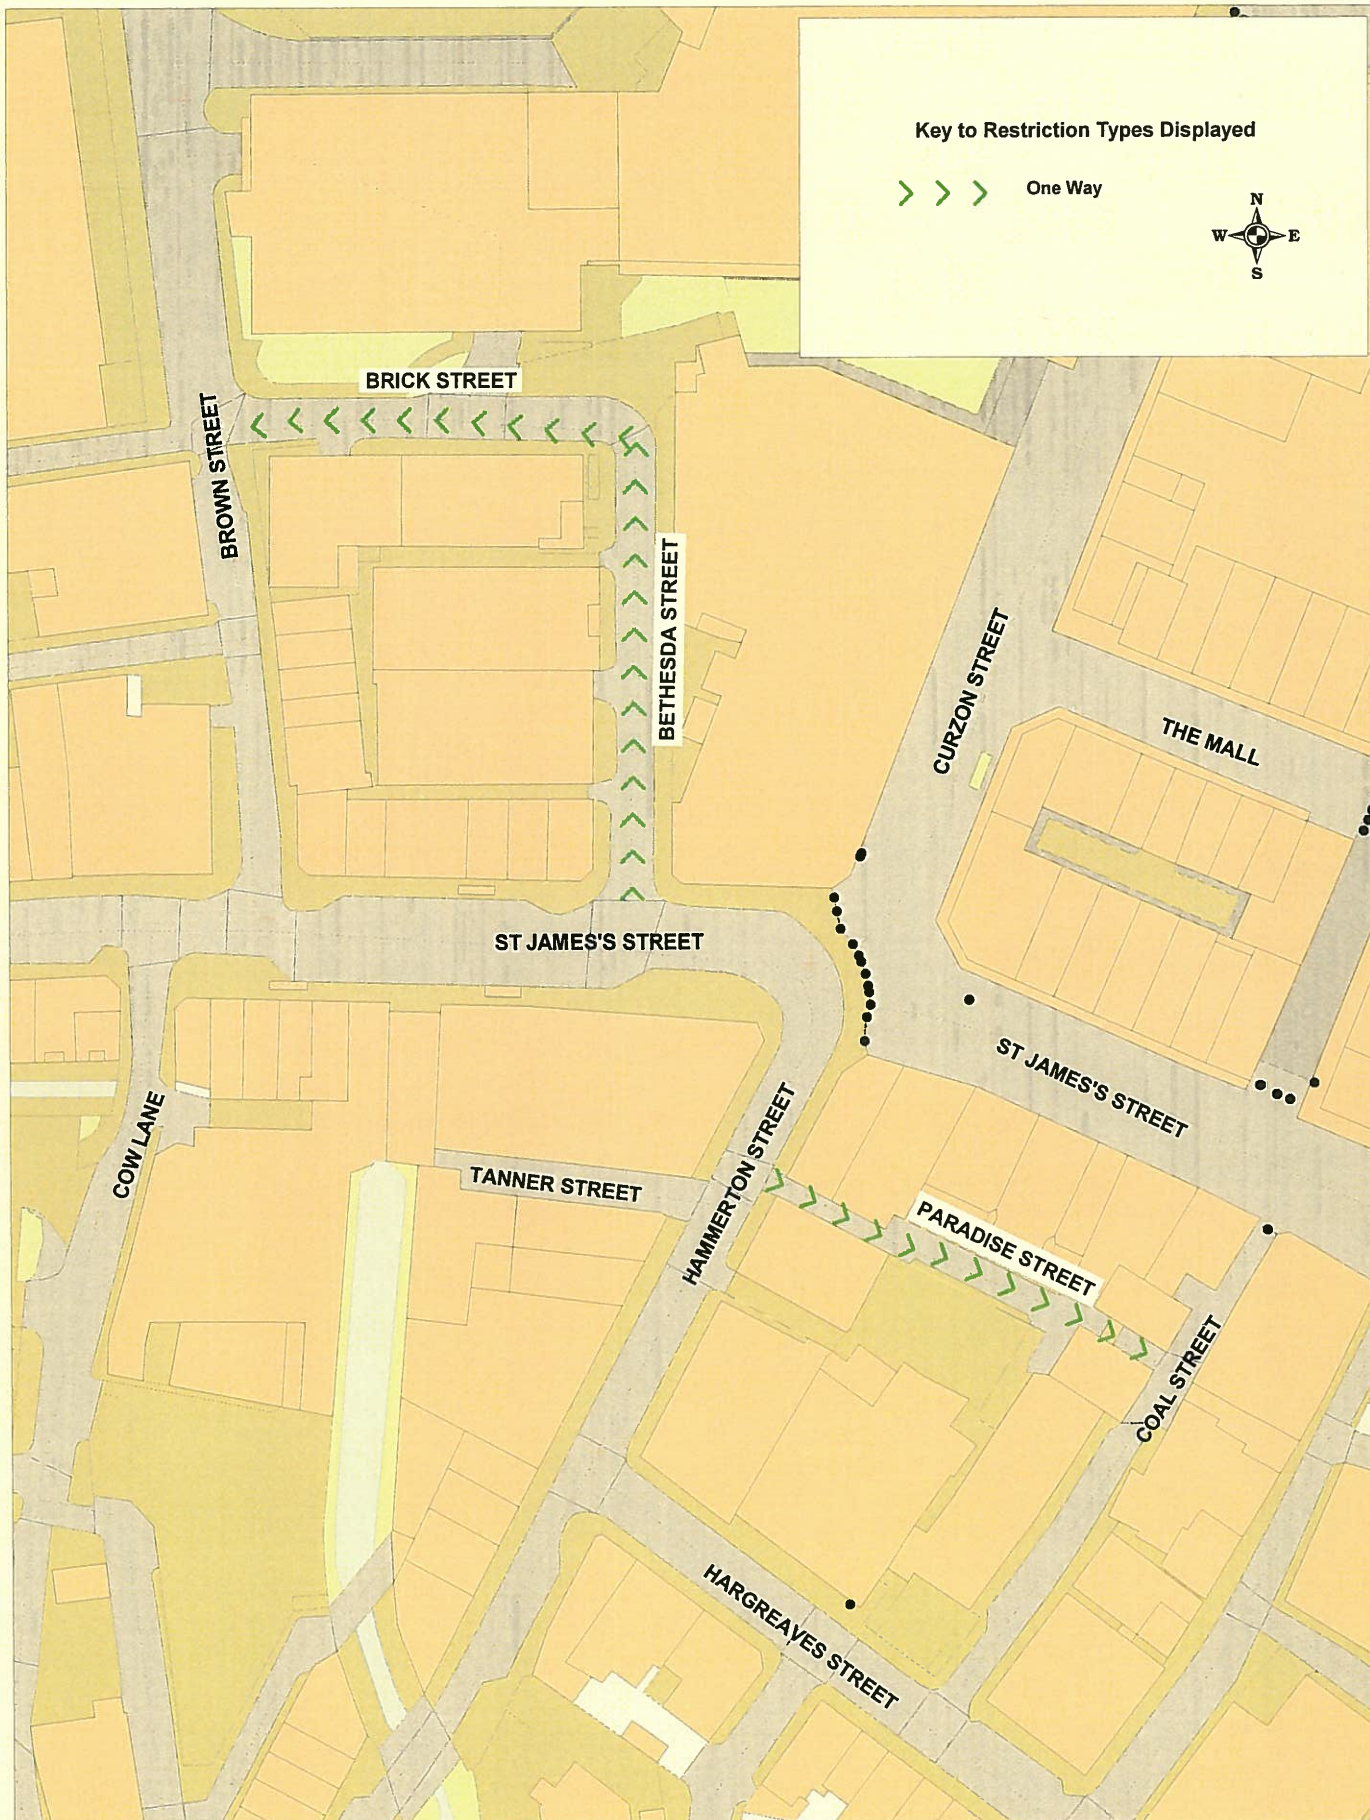 Key to Restriction Types Displayed
One Way
N
W E
S
BRICK STREET
BROWN STREET
BETHESDA STREET
CURZON STREET
THE MALL
ST JAMES'S STREET
ST JAMES'S STREET
COW LANE
TANNER STREET
HAMMERTON STREET
PARADISE STREET
COAL STREET
HARGREAVES STREET